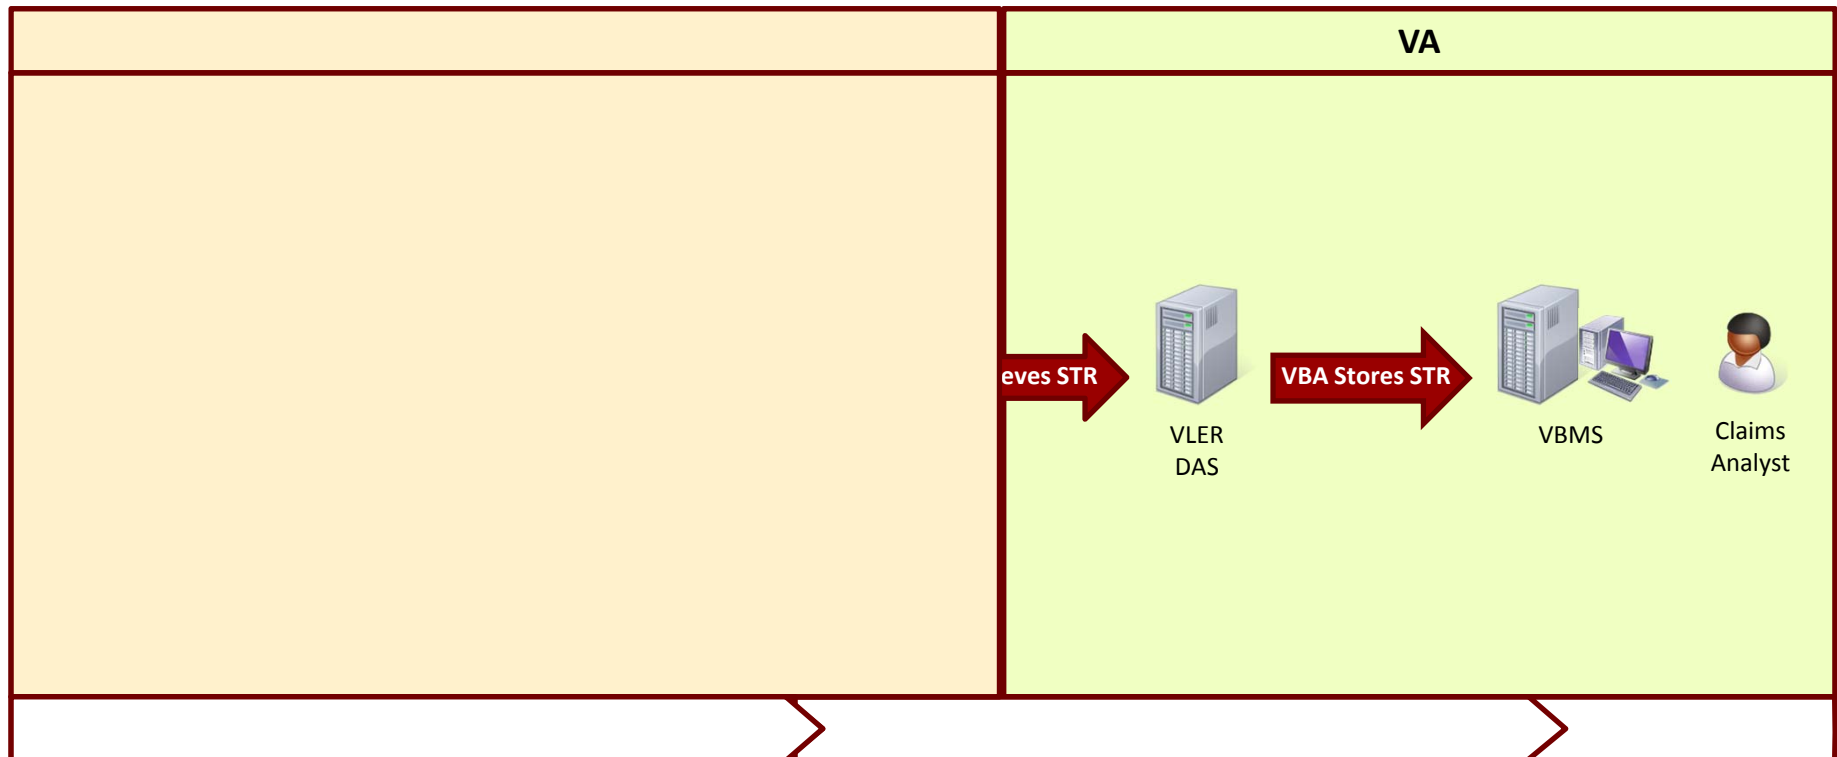 VA
eves STR
VBA Stores STR
VLER
DAS
VBMS
Claims
Analyst